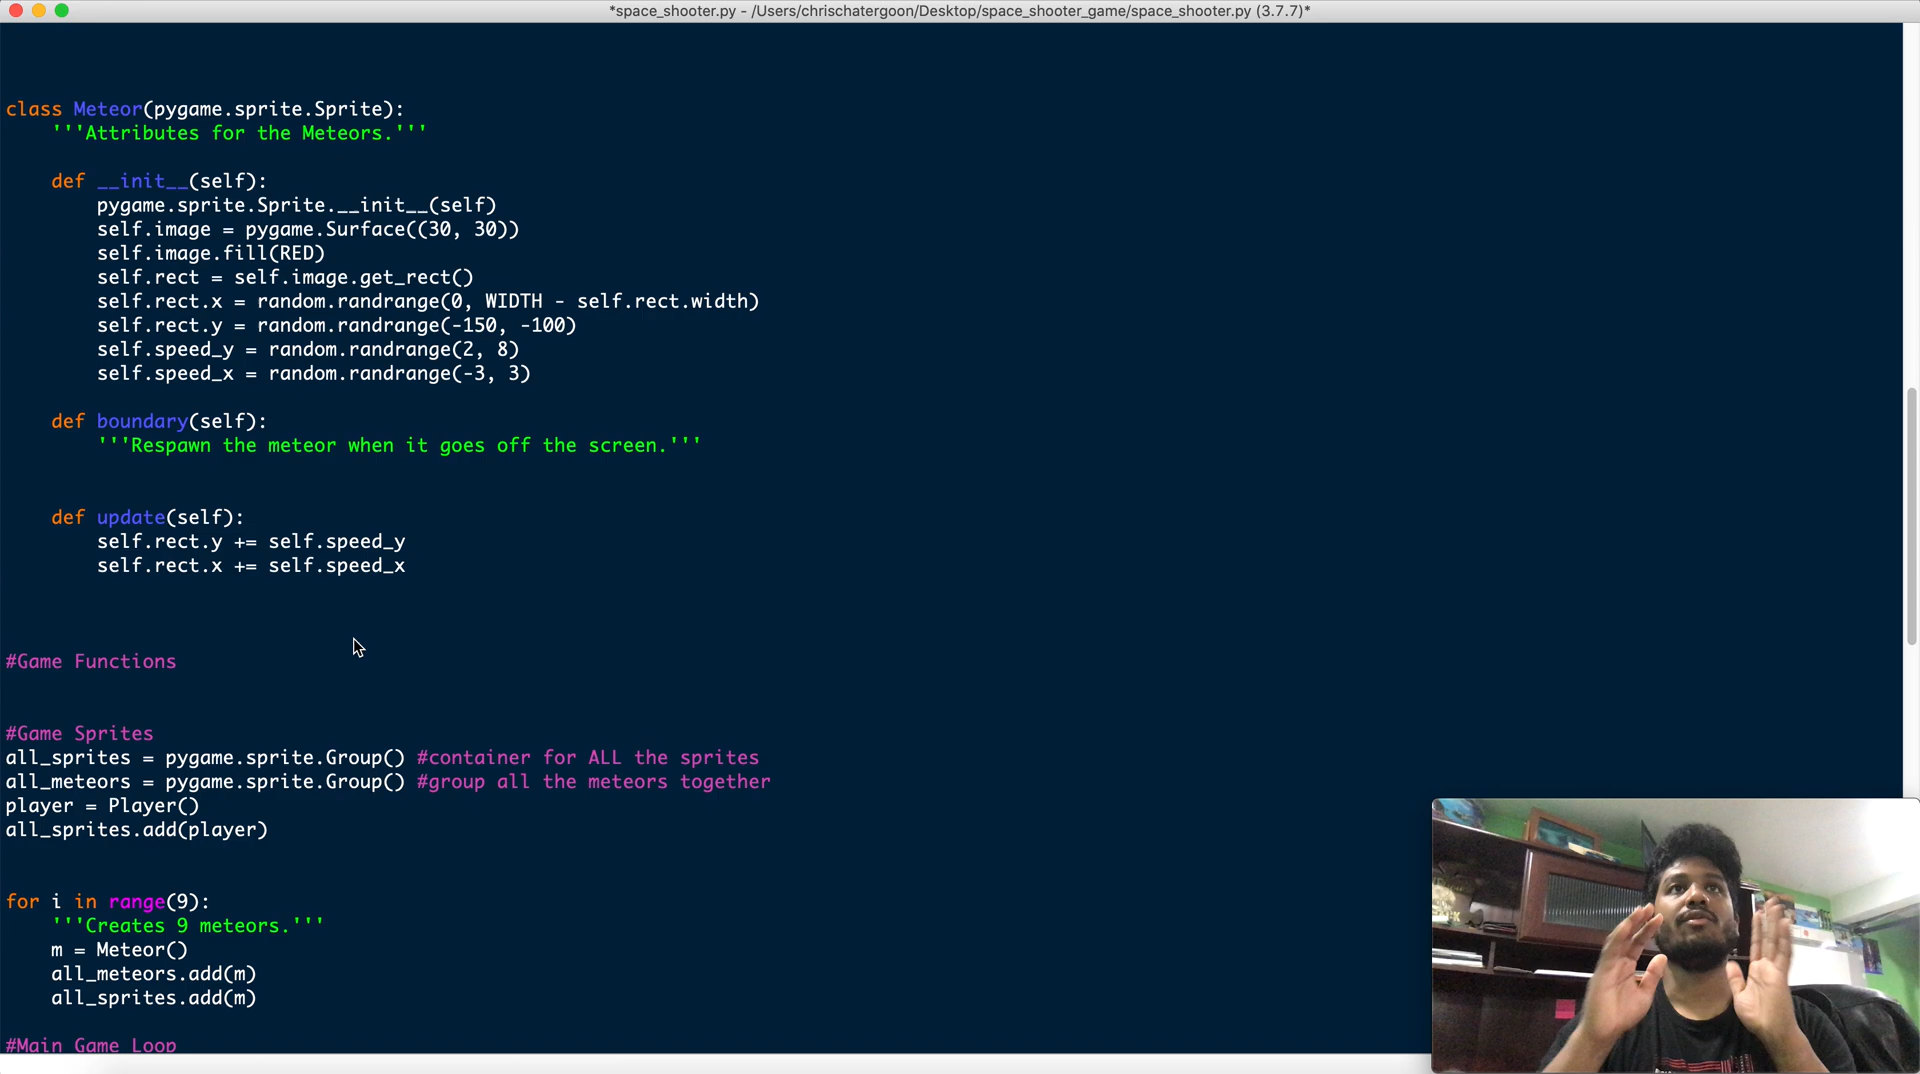 *space_shooter.py - /Users/chrischatergoon/Desktop/space_shooter_game/space_shooter.py (3.7.7)*
class Meteor(pygame.sprite.Sprite):
    '''Attributes for the Meteors.'''
    def __init__(self):
        pygame.sprite.Sprite.__init__(self)
        self.image = pygame.Surface((30, 30))
        self.image.fill(RED)
        self.rect = self.image.get_rect()
        self.rect.x = random.randrange(0, WIDTH - self.rect.width)
        self.rect.y = random.randrange(-150, -100)
        self.speed_y = random.randrange(2, 8)
        self.speed_x = random.randrange(-3, 3)
    def boundary(self):
        '''Respawn the meteor when it goes off the screen.'''
    def update(self):
        self.rect.y += self.speed_y
        self.rect.x += self.speed_x
#Game Functions
#Game Sprites
all_sprites = pygame.sprite.Group() #container for ALL the sprites
all_meteors = pygame.sprite.Group() #group all the meteors together
player = Player()
all_sprites.add(player)
for i in range(9):
    '''Creates 9 meteors.'''
    m = Meteor()
    all_meteors.add(m)
    all_sprites.add(m)
#Main Game Loop